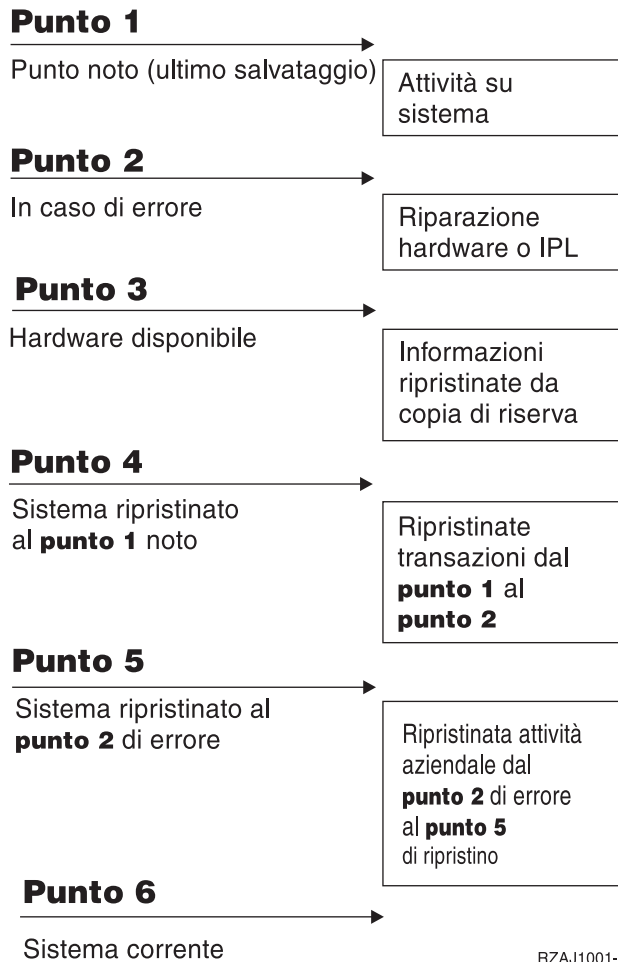 Punto 1
Punto noto (ultimo salvataggio)
Attività su
sistema
Punto 2
In caso di errore
Riparazione
hardware o IPL
Punto 3
Hardware disponibile
Informazioni
ripristinate da
copia di riserva
Punto 4
Sistema ripristinato
al punto 1 noto
Ripristinate
transazioni dal
punto 1 al
punto 2
Punto 5
Sistema ripristinato al
punto 2 di errore
Ripristinata attività
aziendale dal
punto 2 di errore
al punto 5
di ripristino
Punto 6
Sistema corrente
RZAJ1001-